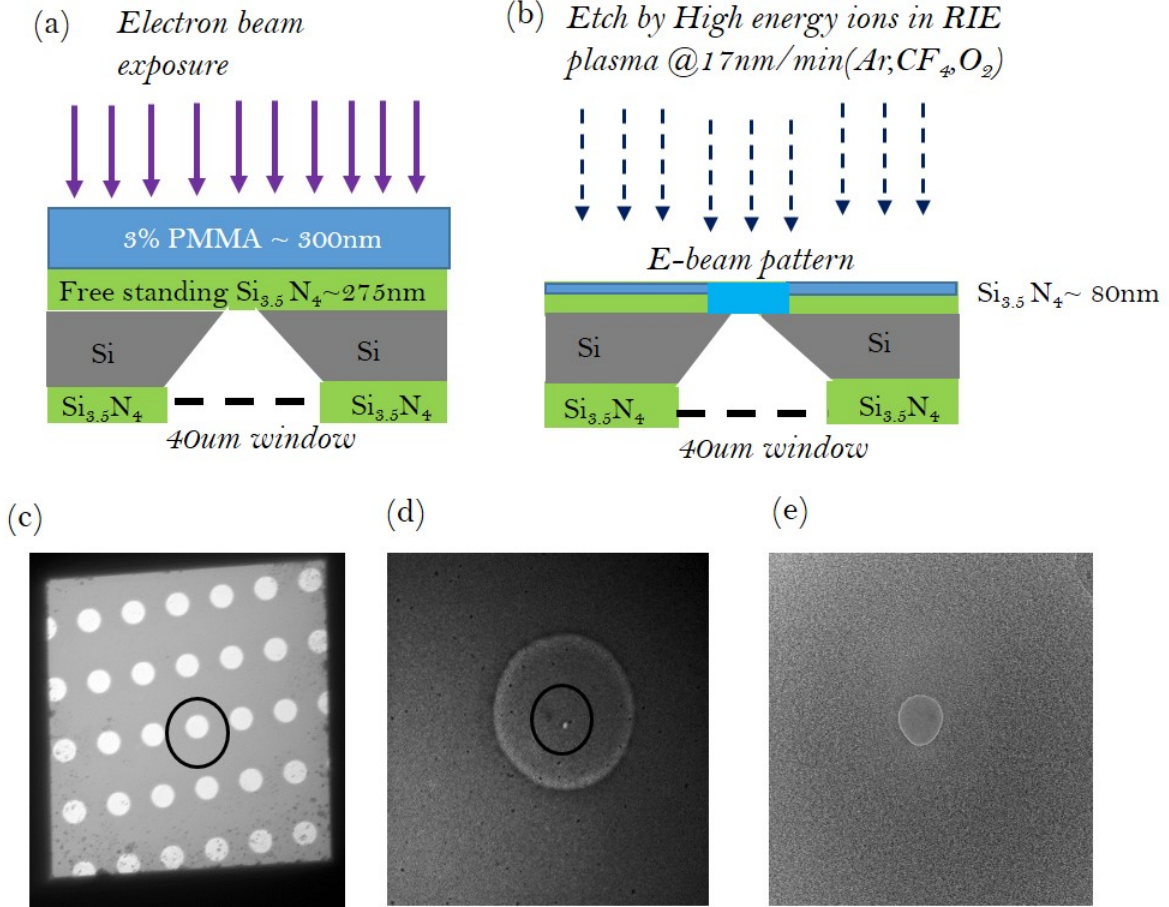 (a) Electron beam
exposure
3% PMMA ~ 300nm
Free standing Si₃.₅ N₄~275nm
Si Si
Si₃.₅N₄ Si₃.₅N₄
40um window
(b) Etch by High energy ions in RIE
plasma @17nm/min(Ar,CF₄,O₂)
E-beam pattern
Si₃.₅ N₄~ 80nm
Si Si
Si₃.₅N₄ Si₃.₅N₄
40um window
(c)
(d)
(e)